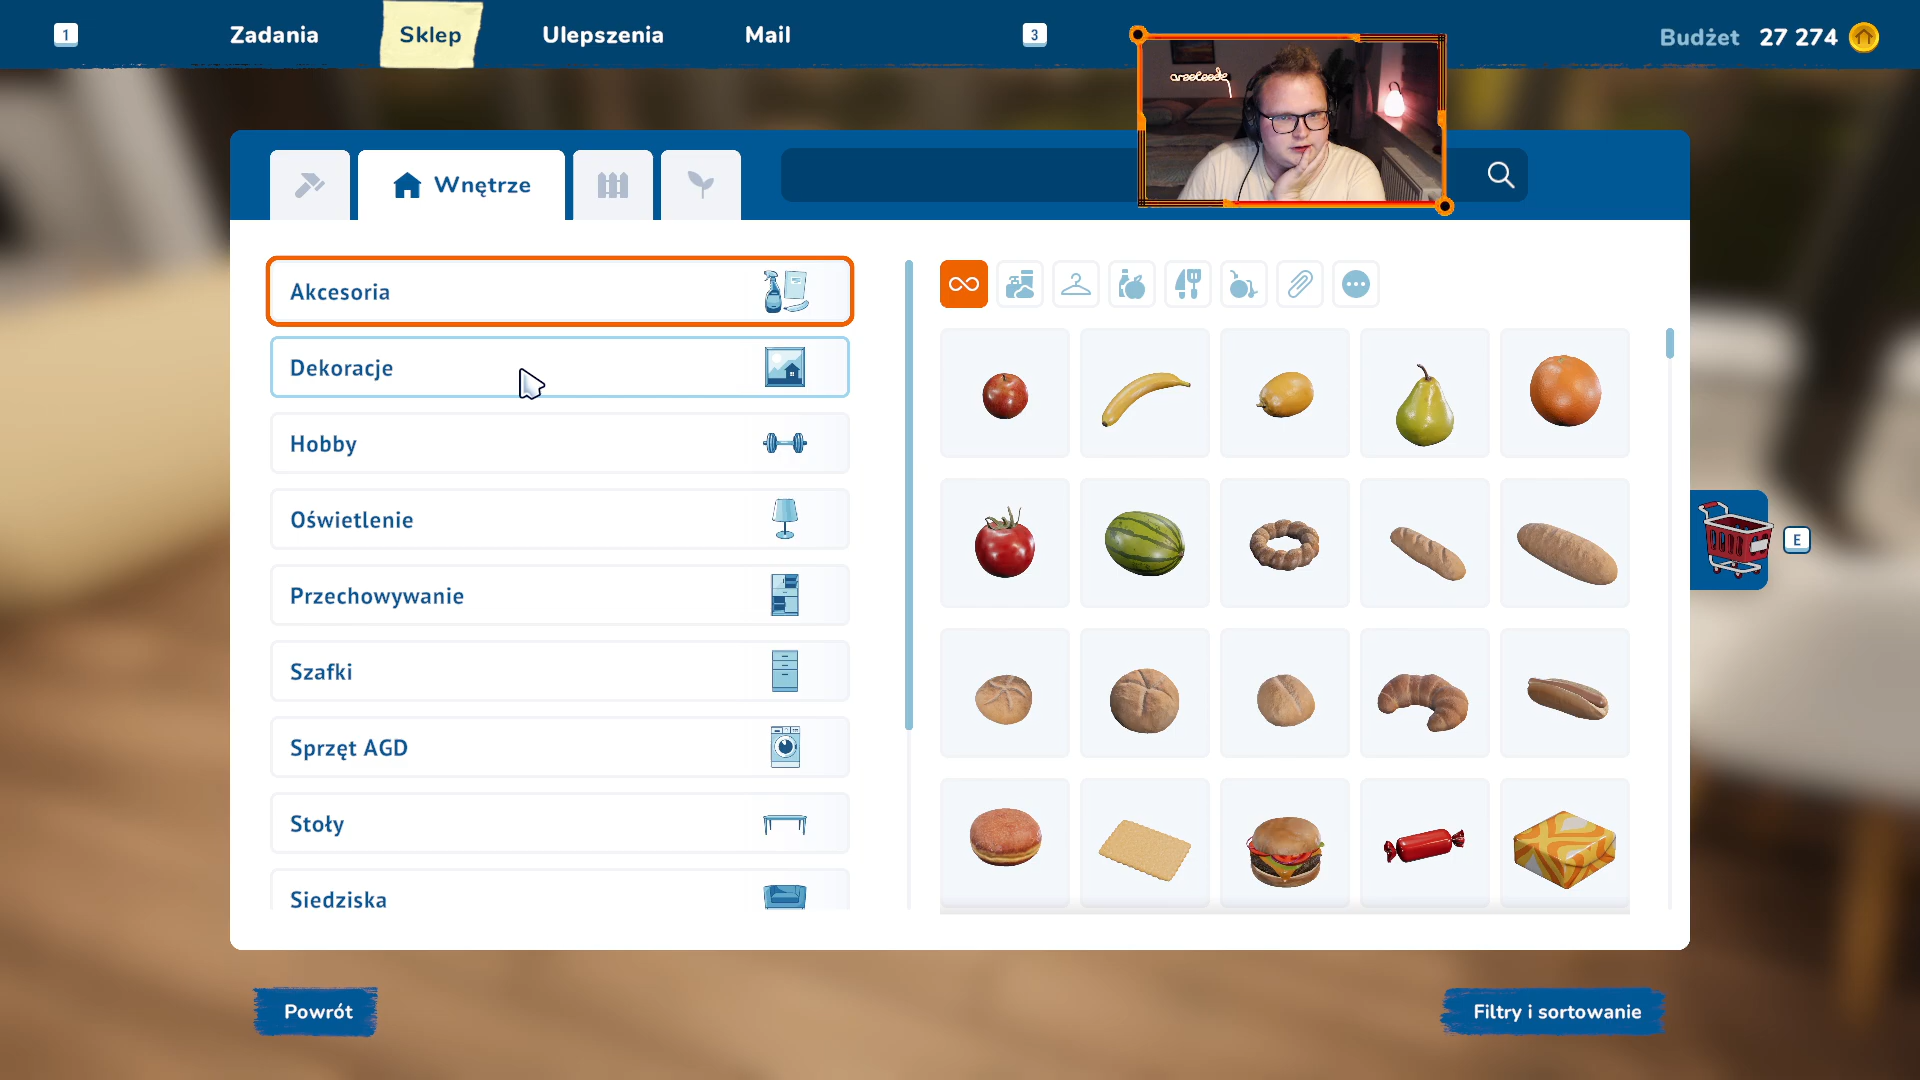 1
Zadania
Sklep
Ulepszenia
Mail
3
Budżet 27 274
Wnętrze
Akcesoria
Dekoracje
Hobby
Oświetlenie
Przechowywanie
Szafki
Sprzęt AGD
Stoły
Siedziska
E
Powrót
Filtry i sortowanie